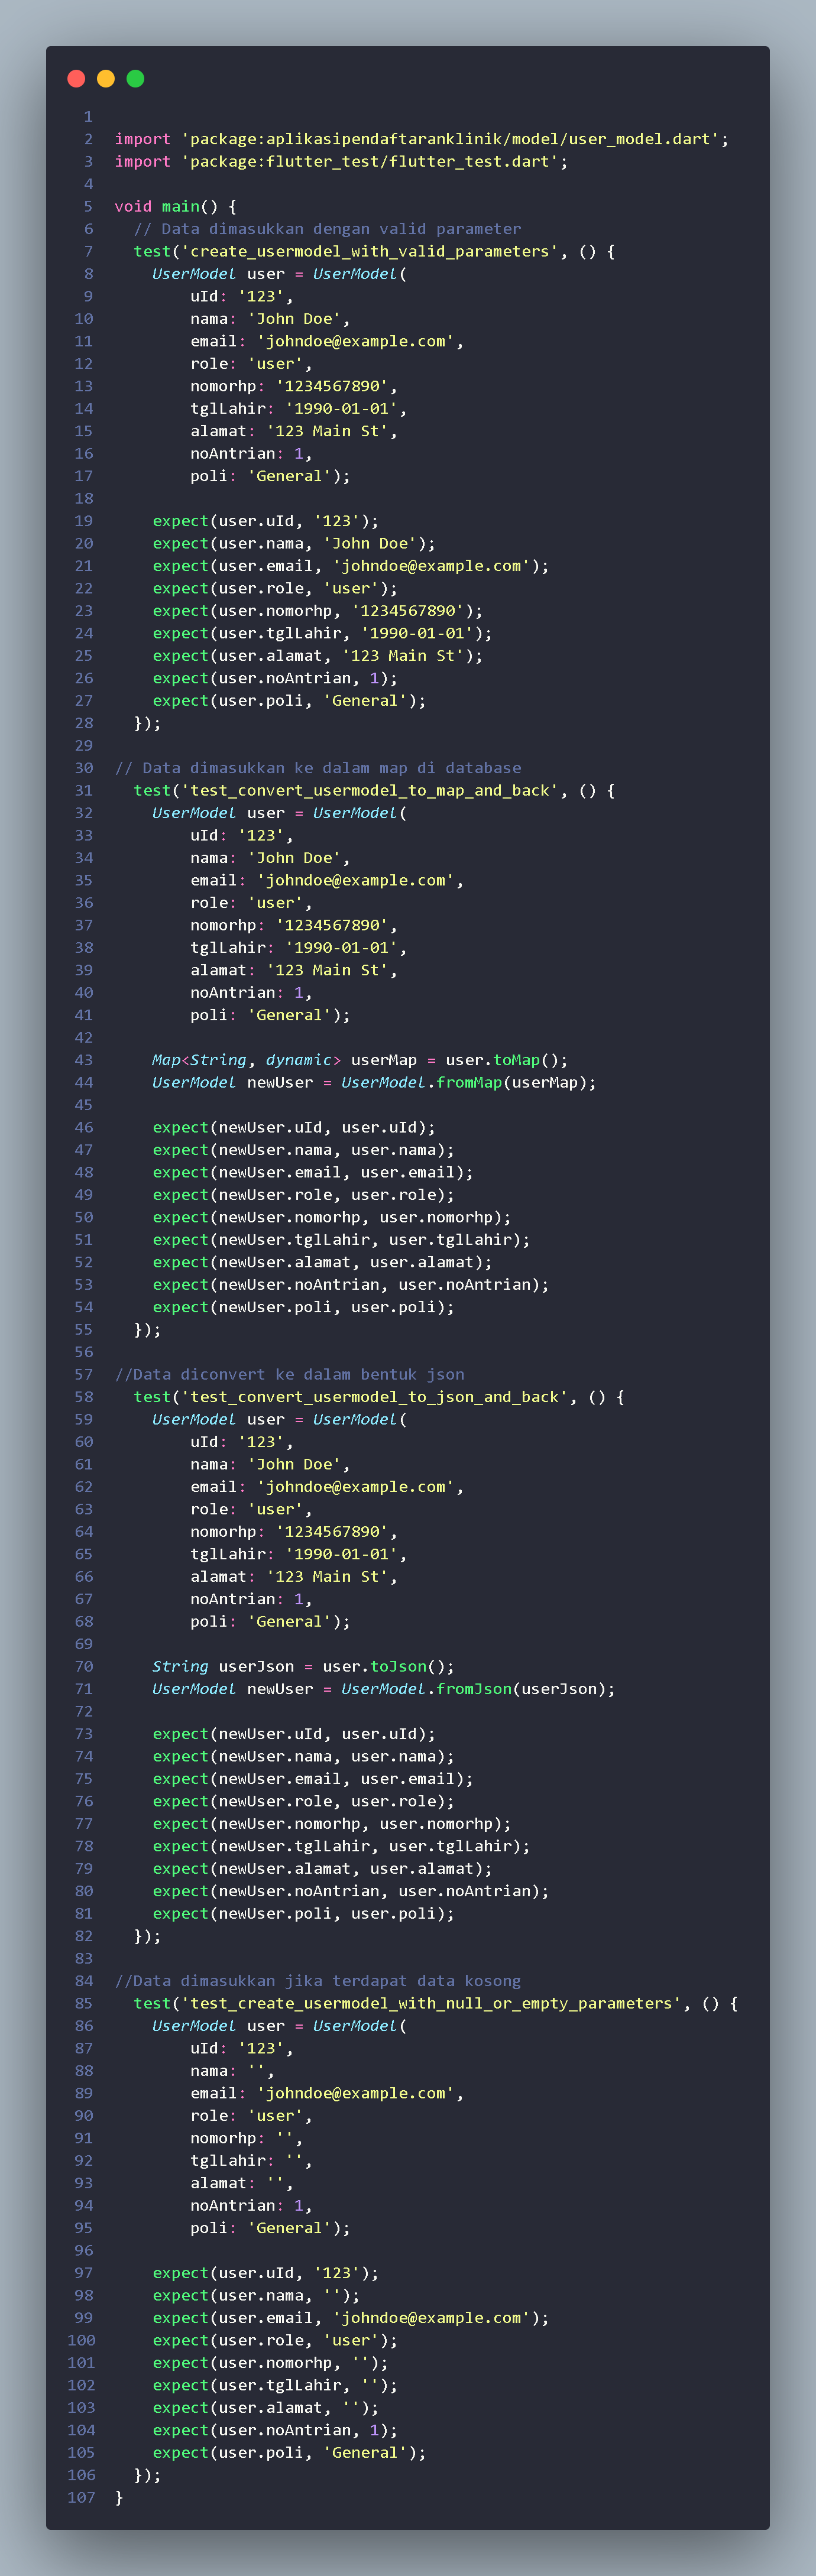 1
2 import 'package:aplikasipendaftaranklinik/model/user_model.dart';
3 import 'package:flutter_test/flutter_test.dart';
4
5 void main() {
6   // Data dimasukkan dengan valid parameter
7   test('create_usermodel_with_valid_parameters', () {
8     UserModel user = UserModel(
9         uId: '123',
10         nama: 'John Doe',
11         email: 'johndoe@example.com',
12         role: 'user',
13         nomorhp: '1234567890',
14         tglLahir: '1990-01-01',
15         alamat: '123 Main St',
16         noAntrian: 1,
17         poli: 'General');
18
19     expect(user.uId, '123');
20     expect(user.nama, 'John Doe');
21     expect(user.email, 'johndoe@example.com');
22     expect(user.role, 'user');
23     expect(user.nomorhp, '1234567890');
24     expect(user.tglLahir, '1990-01-01');
25     expect(user.alamat, '123 Main St');
26     expect(user.noAntrian, 1);
27     expect(user.poli, 'General');
28   });
29
30 // Data dimasukkan ke dalam map di database
31   test('test_convert_usermodel_to_map_and_back', () {
32     UserModel user = UserModel(
33         uId: '123',
34         nama: 'John Doe',
35         email: 'johndoe@example.com',
36         role: 'user',
37         nomorhp: '1234567890',
38         tglLahir: '1990-01-01',
39         alamat: '123 Main St',
40         noAntrian: 1,
41         poli: 'General');
42
43     Map<String, dynamic> userMap = user.toMap();
44     UserModel newUser = UserModel.fromMap(userMap);
45
46     expect(newUser.uId, user.uId);
47     expect(newUser.nama, user.nama);
48     expect(newUser.email, user.email);
49     expect(newUser.role, user.role);
50     expect(newUser.nomorhp, user.nomorhp);
51     expect(newUser.tglLahir, user.tglLahir);
52     expect(newUser.alamat, user.alamat);
53     expect(newUser.noAntrian, user.noAntrian);
54     expect(newUser.poli, user.poli);
55   });
56
57 //Data diconvert ke dalam bentuk json
58   test('test_convert_usermodel_to_json_and_back', () {
59     UserModel user = UserModel(
60         uId: '123',
61         nama: 'John Doe',
62         email: 'johndoe@example.com',
63         role: 'user',
64         nomorhp: '1234567890',
65         tglLahir: '1990-01-01',
66         alamat: '123 Main St',
67         noAntrian: 1,
68         poli: 'General');
69
70     String userJson = user.toJson();
71     UserModel newUser = UserModel.fromJson(userJson);
72
73     expect(newUser.uId, user.uId);
74     expect(newUser.nama, user.nama);
75     expect(newUser.email, user.email);
76     expect(newUser.role, user.role);
77     expect(newUser.nomorhp, user.nomorhp);
78     expect(newUser.tglLahir, user.tglLahir);
79     expect(newUser.alamat, user.alamat);
80     expect(newUser.noAntrian, user.noAntrian);
81     expect(newUser.poli, user.poli);
82   });
83
84 //Data dimasukkan jika terdapat data kosong
85   test('test_create_usermodel_with_null_or_empty_parameters', () {
86     UserModel user = UserModel(
87         uId: '123',
88         nama: '',
89         email: 'johndoe@example.com',
90         role: 'user',
91         nomorhp: '',
92         tglLahir: '',
93         alamat: '',
94         noAntrian: 1,
95         poli: 'General');
96
97     expect(user.uId, '123');
98     expect(user.nama, '');
99     expect(user.email, 'johndoe@example.com');
100     expect(user.role, 'user');
101     expect(user.nomorhp, '');
102     expect(user.tglLahir, '');
103     expect(user.alamat, '');
104     expect(user.noAntrian, 1);
105     expect(user.poli, 'General');
106   });
107 }